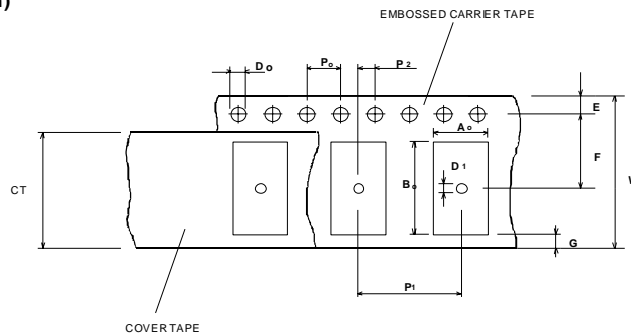 )
EMBOSSED CARRIER TAPE
Do
Po
P2
E
Ao
F
D1
Bo
CT
G
P1
COVER TAPE